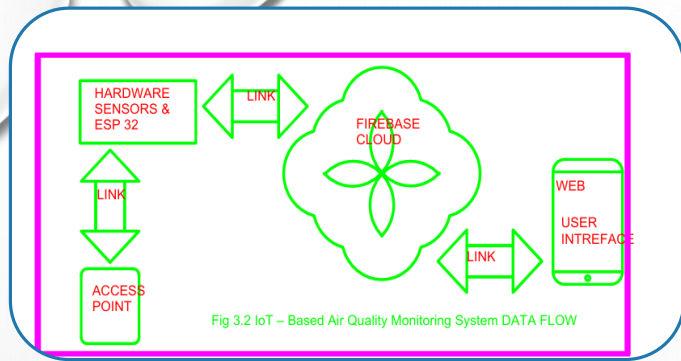 HARDWARE
SENSORS &
ESP 32
LINK
FIREBASE
CLOUD
LINK
WEB
USER
INTREFACE
LINK
ACCESS
POINT
Fig 3.2 IoT – Based Air Quality Monitoring System DATA FLOW